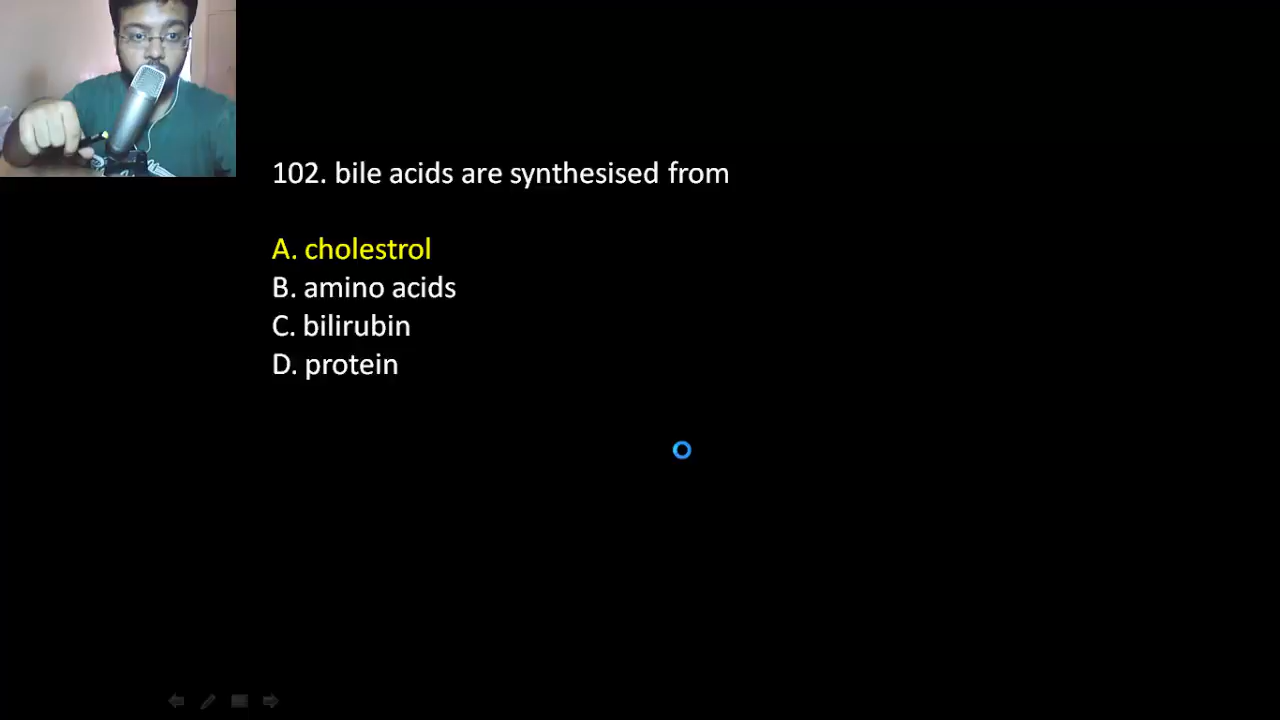 102. bile acids are synthesised from
A. cholestrol
B. amino acids
C. bilirubin
D. protein